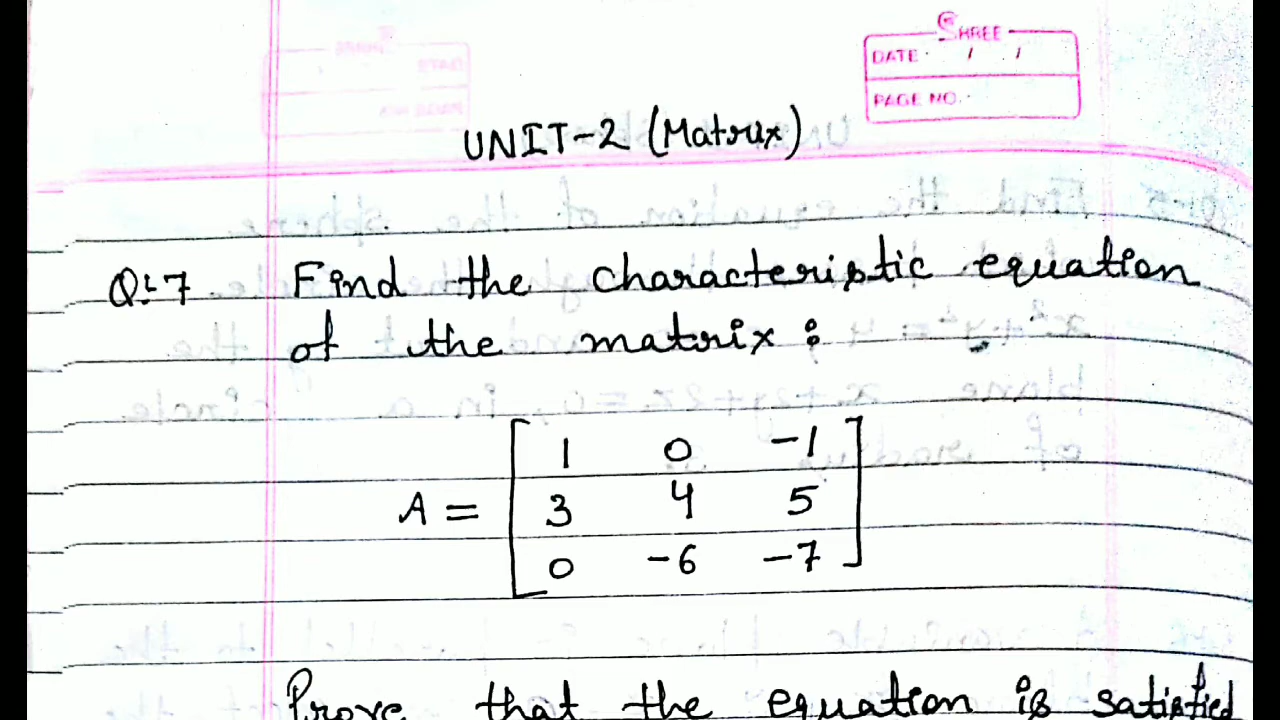 SHREE
DATE / /
PAGE NO.
UNIT-2 (Matrix)
Q:7 Find the characteristic equation
of the matrix :
1 0 -1
A = 3 4 5
0 -6 -7
Prove that the equation is satisfied